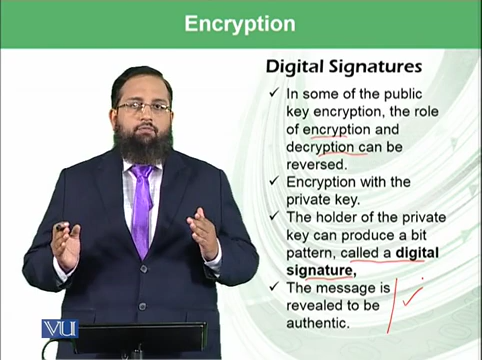 Encryption
Digital Signatures
✓ In some of the public
key encryption, the role
of encryption and
decryption can be
reversed.
✓ Encryption with the
private key.
✓ The holder of the private
key can produce a bit
pattern, called a digital
signature,
✓ The message is
revealed to be
authentic.
VU